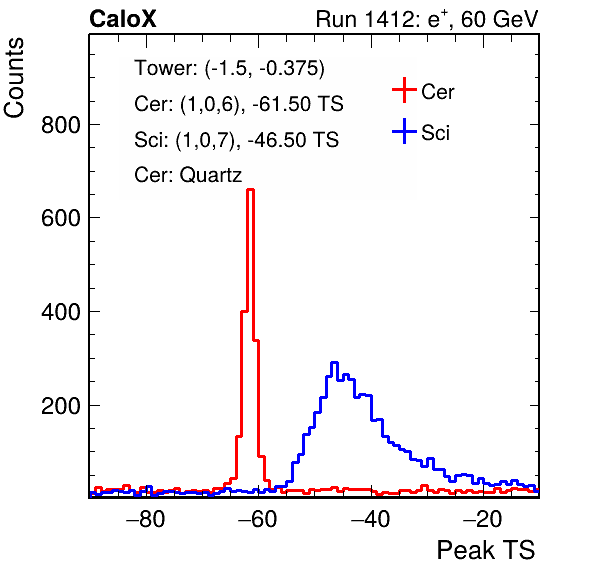 CaloX Run 1412: e⁺, 60 GeV
Counts
Tower: (-1.5, -0.375)
Cer: (1,0,6), -61.50 TS
Sci: (1,0,7), -46.50 TS
Cer: Quartz
Cer
Sci
800
600
400
200
−80 −60 −40 −20
Peak TS